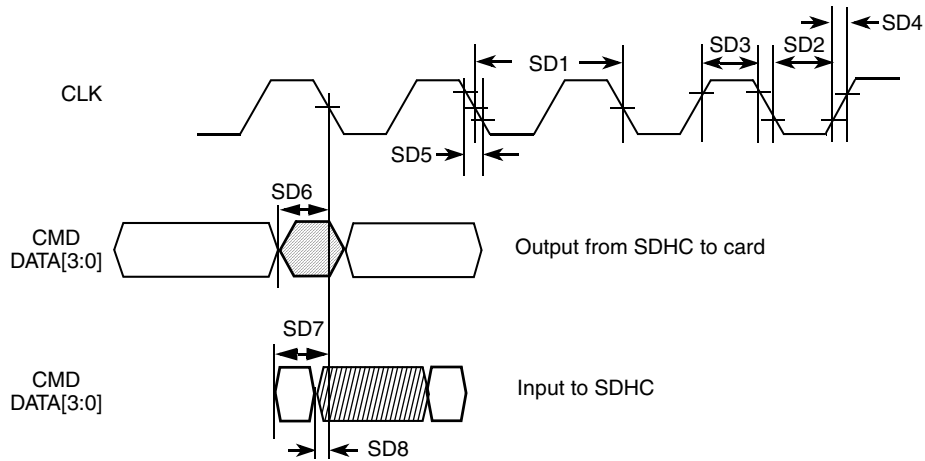 SD4
SD3
SD2
SD1
CLK
SD5
SD6
CMD
DATA[3:0]
Output from SDHC to card
SD7
CMD
DATA[3:0]
Input to SDHC
SD8